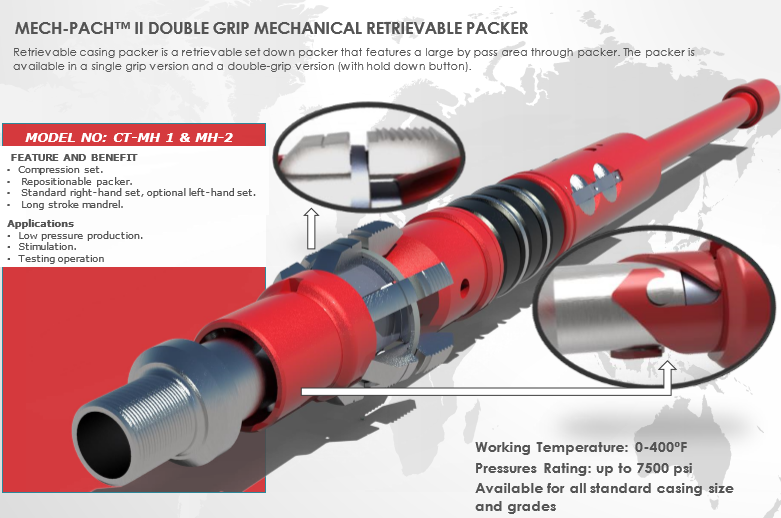 MECH-PACH™ II DOUBLE GRIP MECHANICAL RETRIEVABLE PACKER
Retrievable casing packer is a retrievable set down packer that features a large by pass area through packer. The packer is
available in a single grip version and a double-grip version (with hold down button).
MODEL NO: CT-MH 1 & MH-2
FEATURE AND BENEFIT
• Compression set.
• Repositionable packer.
• Standard right-hand set, optional left-hand set.
• Long stroke mandrel.
Applications
• Low pressure production.
• Stimulation.
• Testing operation
Working Temperature: 0-400ºF
Pressures Rating: up to 7500 psi
Available for all standard casing size
and grades